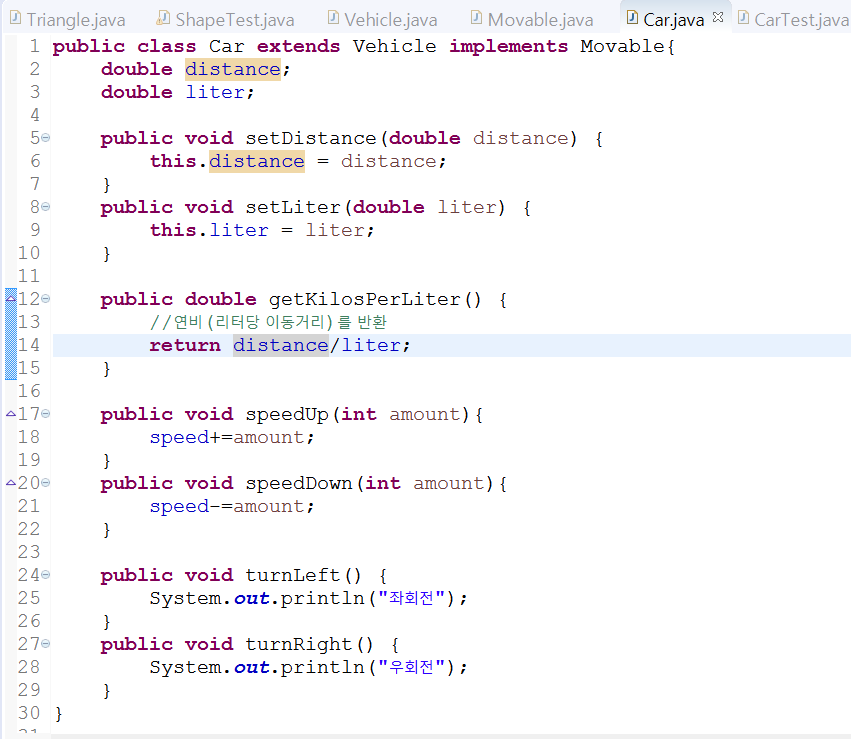 Triangle.java ShapeTest.java Vehicle.java Movable.java Car.java CarTest.java
1 public class Car extends Vehicle implements Movable{
2 double distance;
3 double liter;
4
5 public void setDistance(double distance) {
6 this.distance = distance;
7 }
8 public void setLiter(double liter) {
9 this.liter = liter;
10 }
11
12 public double getKilosPerLiter() {
13 //연비(리터당 이동거리)를 반환
14 return distance/liter;
15 }
16
17 public void speedUp(int amount){
18 speed+=amount;
19 }
20 public void speedDown(int amount){
21 speed-=amount;
22 }
23
24 public void turnLeft() {
25 System.out.println("좌회전");
26 }
27 public void turnRight() {
28 System.out.println("우회전");
29 }
30 }